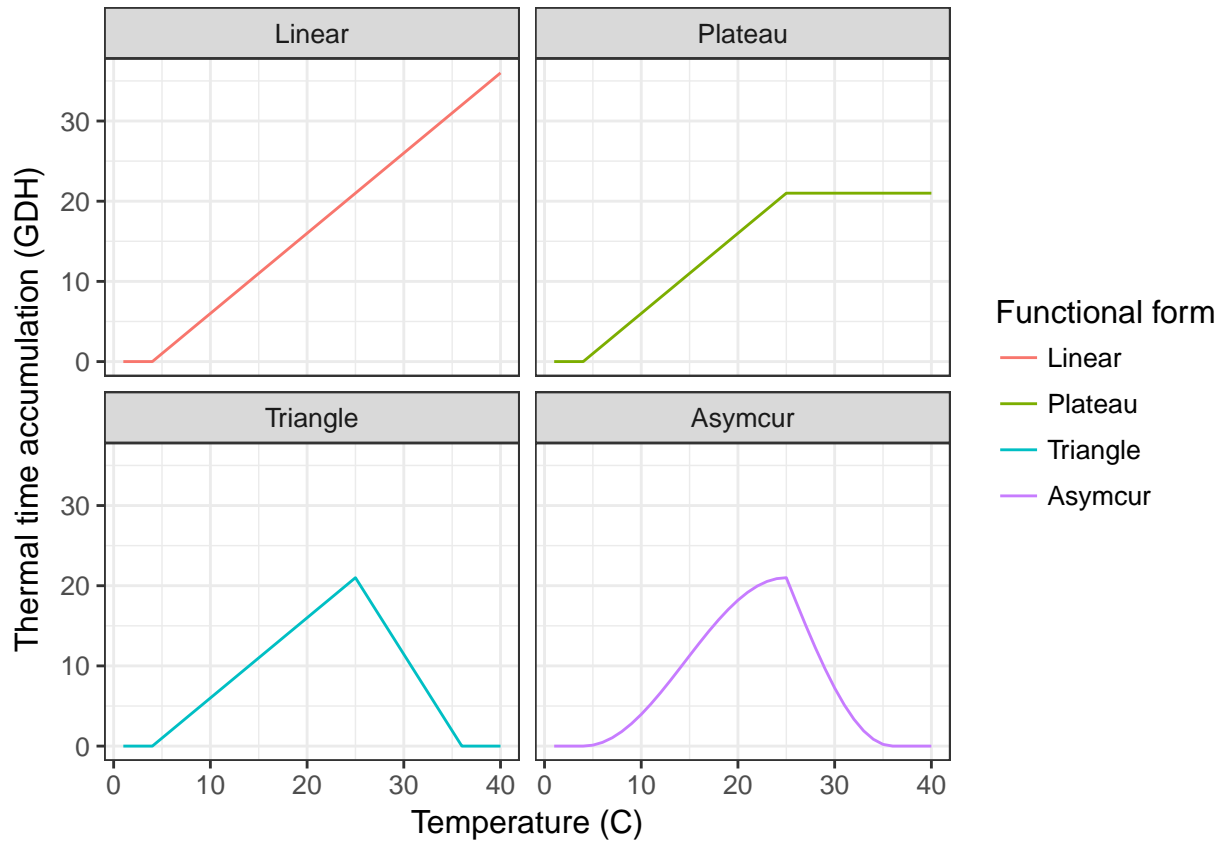 Linear
Plateau
30
20
10
0
Triangle
Asymcur
30
20
10
0
0 10 20 30 40
0 10 20 30 40
Temperature (C)
Thermal time accumulation (GDH)
Functional form
Linear
Plateau
Triangle
Asymcur